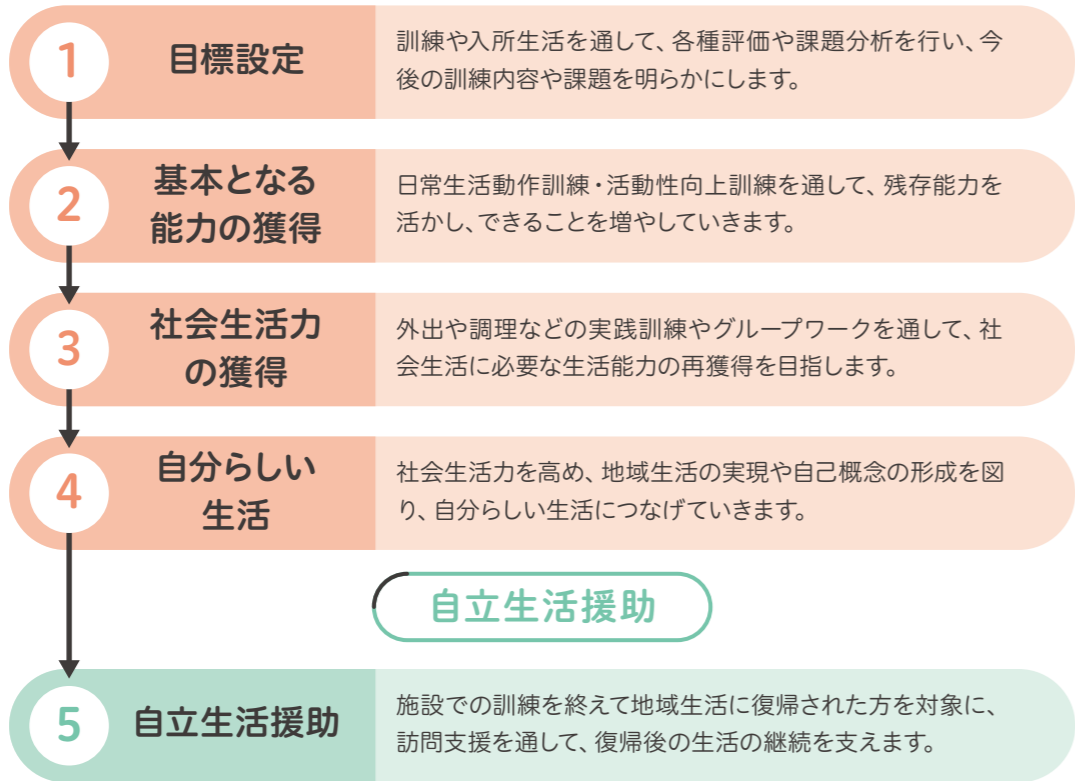 1
目標設定
訓練や入所生活を通して、各種評価や課題分析を行い、今
後の訓練内容や課題を明らかにします。
2
基本となる
能力の獲得
日常生活動作訓練・活動性向上訓練を通して、残存能力を
活かし、できることを増やしていきます。
3
社会生活力
の獲得
外出や調理などの実践訓練やグループワークを通して、社
会生活に必要な生活能力の再獲得を目指します。
4
自分らしい
生活
社会生活力を高め、地域生活の実現や自己概念の形成を図
り、自分らしい生活につなげていきます。
自立生活援助
5
自立生活援助
施設での訓練を終えて地域生活に復帰された方を対象に、
訪問支援を通して、復帰後の生活の継続を支えます。